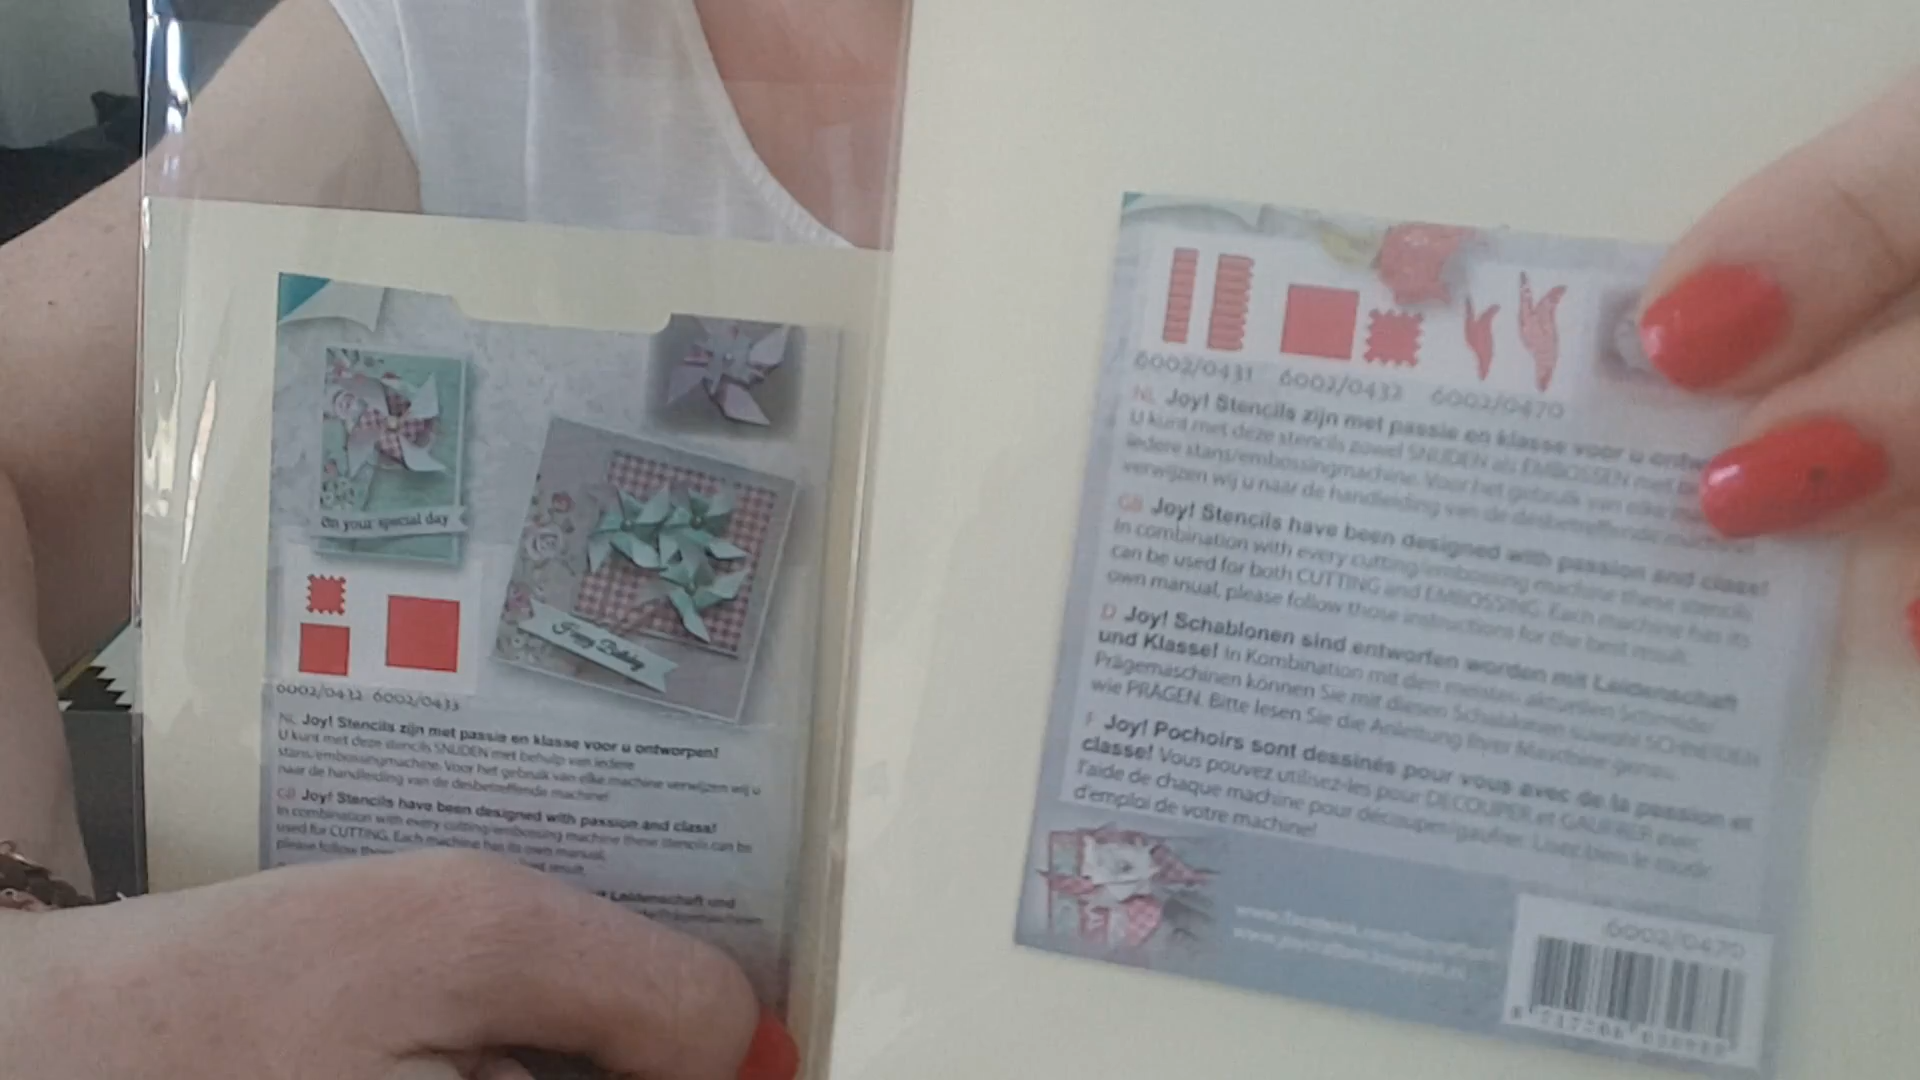 On your special day
Happy Birthday
6002/0432 6002/0433
NL Joy! Stencils zijn met passie en klasse voor u ontworpen!
U kunt met deze stencils SNIJDEN met behulp van iedere
stans/embossingmachine. Voor het gebruik van elke machine verwijzen wij u
naar de handleiding van de desbetreffende machine!
GB Joy! Stencils have been designed with passion and class!
In combination with every cutting/embossing machine these stencils can be
used for CUTTING. Each machine has its own manual,
please follow
result.
Leidenschaft und
6002/0431 6002/0432 6002/0470
NL Joy! Stencils zijn met passie en klasse voor u
U kunt met deze stencils zowel SNIJDEN als EMBOSSEN met
iedere stans/embossingmachine. Voor het gebruik van elke
verwijzen wij u naar de handleiding van de desbetreffende
GB Joy! Stencils have been designed with passion and class!
In combination with every cutting/embossing machine these stencils
can be used for both CUTTING and EMBOSSING. Each machine has its
own manual, please follow those instructions for the best result.
D Joy! Schablonen sind entworfen worden mit Leidenschaft
und Klasse! In Kombination mit den meisten aktuellen Schneide/
Prägemaschinen können Sie mit diesen Schablonen sowohl SCHNEIDEN
wie PRÄGEN. Bitte lesen Sie die Anleitung Ihrer Maschine
F Joy! Pochoirs sont dessinés pour vous avec de la passion et
classe! Vous pouvez utilisez-les pour DECOUPER et GAUFRER avec
l'aide de chaque machine pour découper/gaufrer. Lisez bien le mode
d'emploi de votre machine!
6002/0470